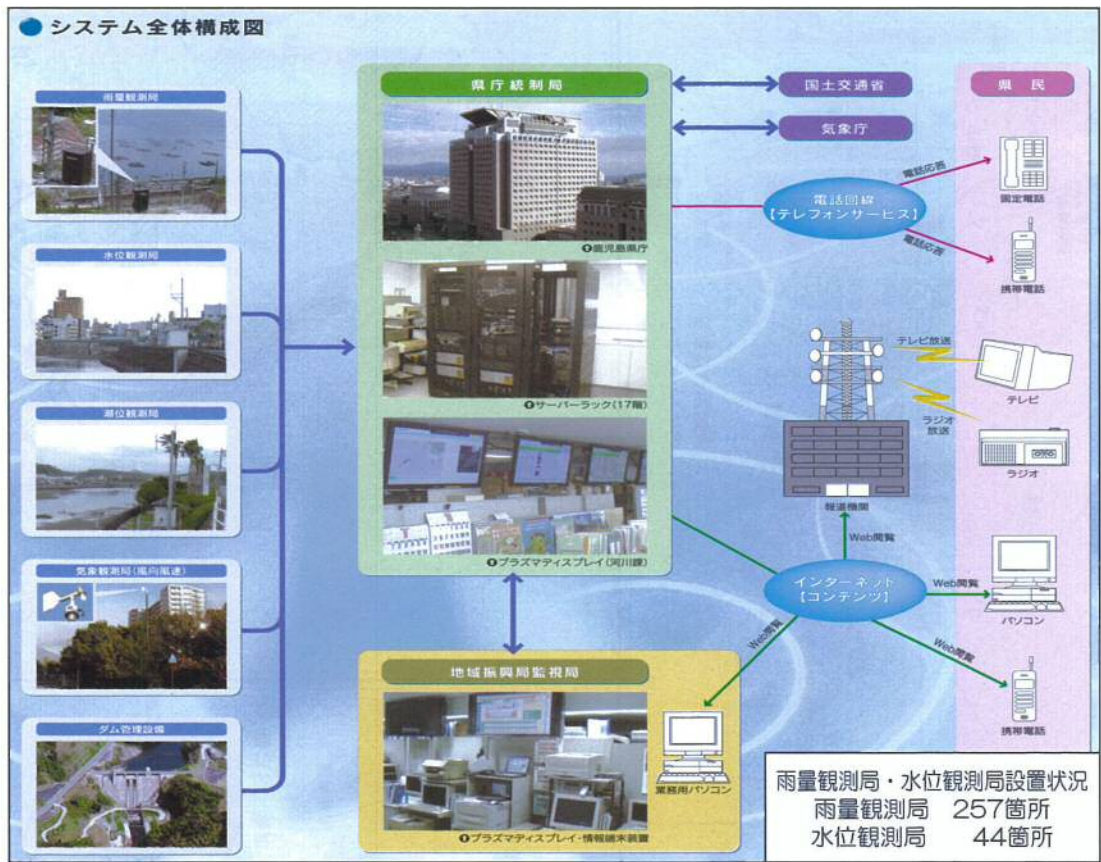 システム全体構成図
雨量観測局
水位観測局
潮位観測局
気象観測局(風向風速)
ダム管理設備
県庁統制局
鹿児島県庁
サーバーラック(17階)
プラズマディスプレイ(河川課)
地域振興局監視局
プラズマディスプレイ・情報端末装置
業務用パソコン
国土交通省
気象庁
電話回線
【テレフォンサービス】
電話応答
電話応答
報道機関
テレビ放送
ラジオ
放送
Web閲覧
インターネット
【コンテンツ】
Web閲覧
Web閲覧
Web閲覧
県民
固定電話
携帯電話
テレビ
ラジオ
パソコン
携帯電話
雨量観測局・水位観測局設置状況
雨量観測局 257箇所
水位観測局 44箇所